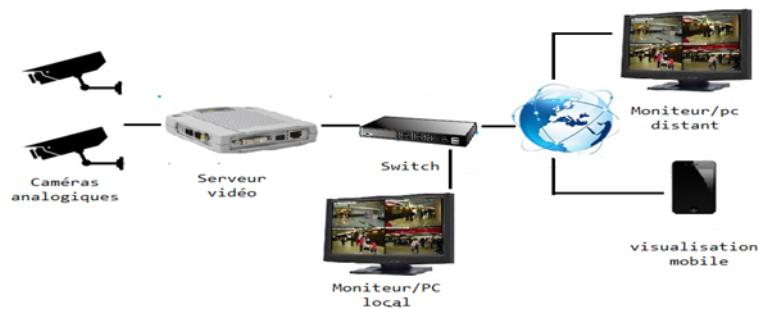 Caméras
analogiques
Serveur
vidéo
Switch
Moniteur/PC
local
Moniteur/pc
distant
visualisation
mobile